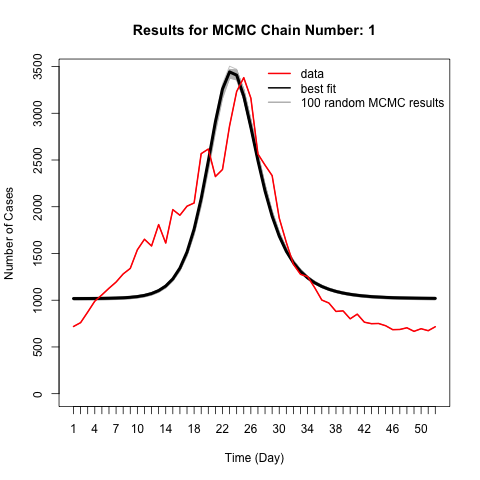 Results for MCMC Chain Number: 1
data
best fit
100 random MCMC results
Number of Cases
3500
3000
2500
2000
1500
1000
500
0
1 4 7 10 14 18 22 26 30 34 38 42 46 50
Time (Day)